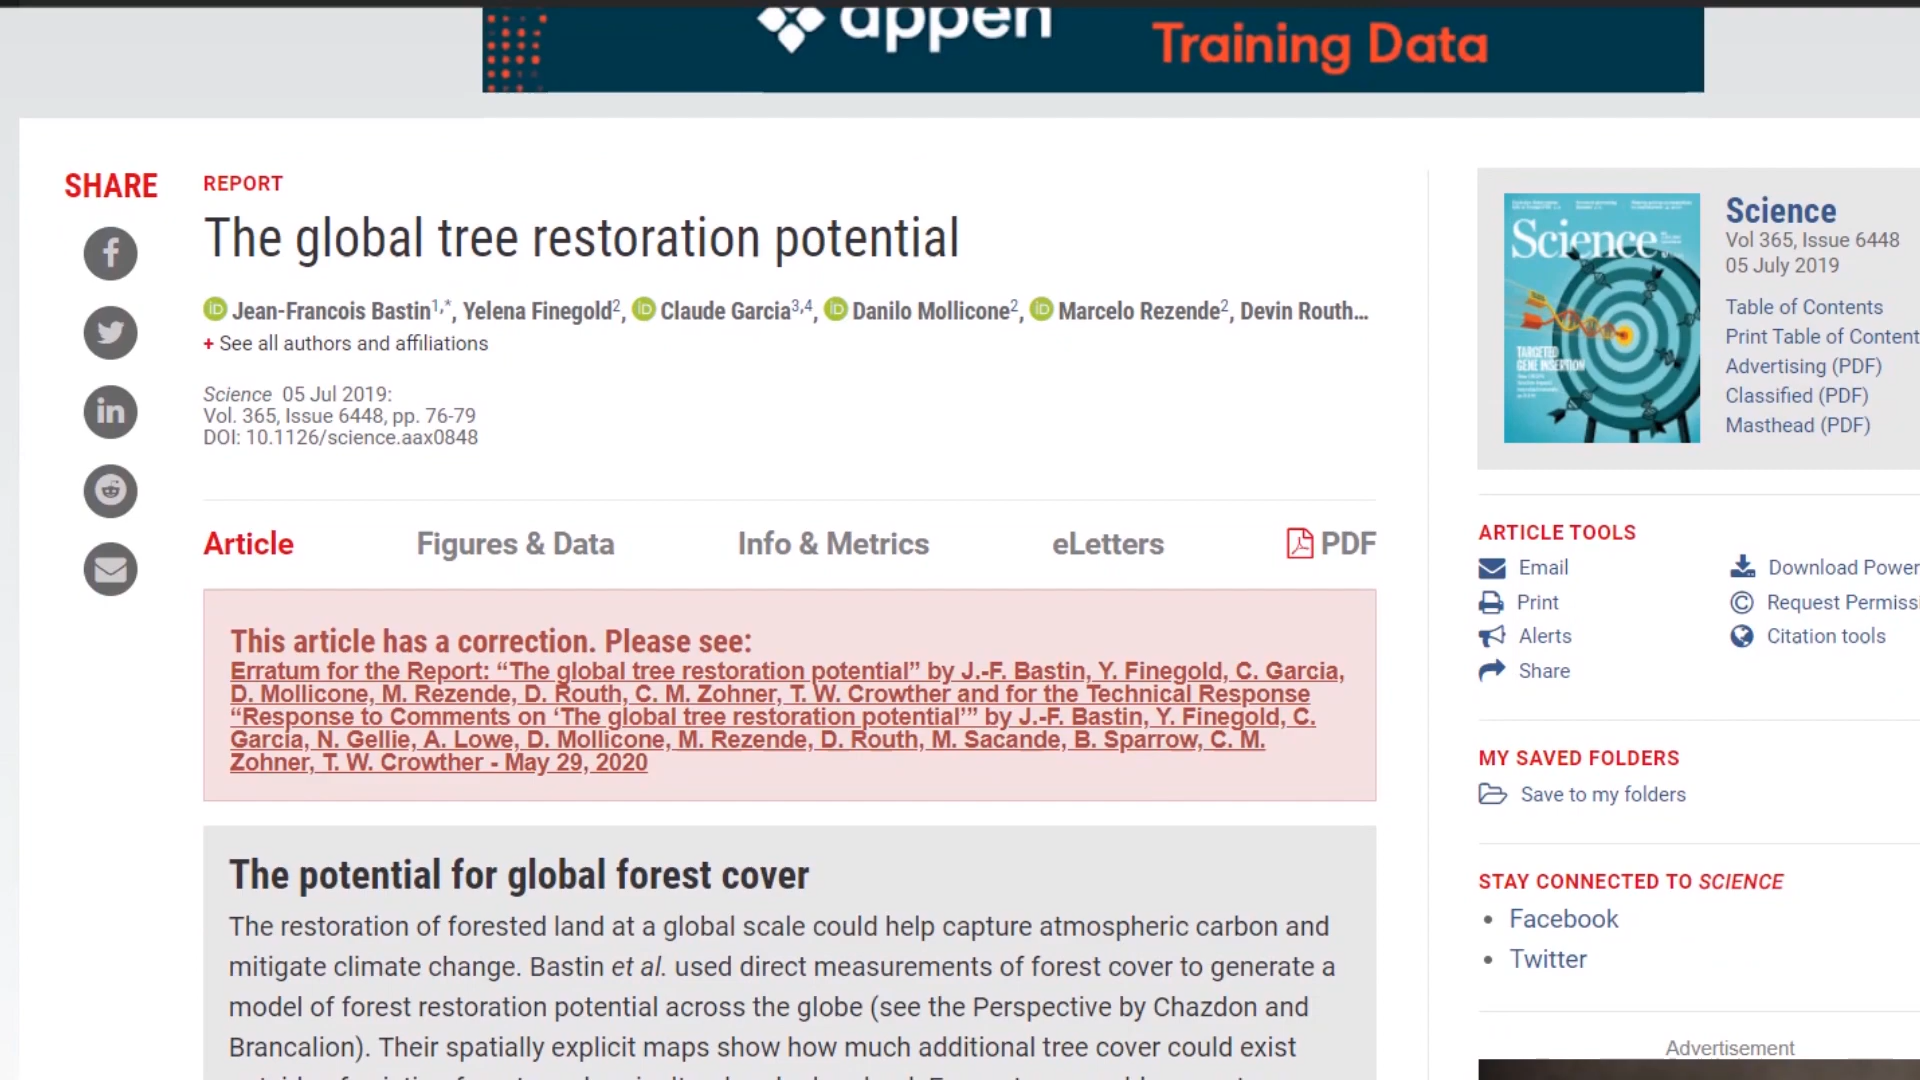 appen
Training Data
SHARE
REPORT
The global tree restoration potential
Jean-Francois Bastin1,*, Yelena Finegold2, Claude Garcia3,4, Danilo Mollicone2, Marcelo Rezende2, Devin Routh...
+ See all authors and affiliations
Science 05 Jul 2019:
Vol. 365, Issue 6448, pp. 76-79
DOI: 10.1126/science.aax0848
Article Figures & Data Info & Metrics eLetters PDF
This article has a correction. Please see:
Erratum for the Report: “The global tree restoration potential” by J.-F. Bastin, Y. Finegold, C. Garcia,
D. Mollicone, M. Rezende, D. Routh, C. M. Zohner, T. W. Crowther and for the Technical Response
“Response to Comments on ‘The global tree restoration potential’” by J.-F. Bastin, Y. Finegold, C.
Garcia, N. Gellie, A. Lowe, D. Mollicone, M. Rezende, D. Routh, M. Sacande, B. Sparrow, C. M.
Zohner, T. W. Crowther - May 29, 2020
The potential for global forest cover
The restoration of forested land at a global scale could help capture atmospheric carbon and
mitigate climate change. Bastin et al. used direct measurements of forest cover to generate a
model of forest restoration potential across the globe (see the Perspective by Chazdon and
Brancalion). Their spatially explicit maps show how much additional tree cover could exist
Science
TARGETED
GENE INSERTION
Science
Vol 365, Issue 6448
05 July 2019
Table of Contents
Print Table of Content
Advertising (PDF)
Classified (PDF)
Masthead (PDF)
ARTICLE TOOLS
Email
Download Power
Print
Request Permissi
Alerts
Citation tools
Share
MY SAVED FOLDERS
Save to my folders
STAY CONNECTED TO SCIENCE
• Facebook
• Twitter
Advertisement